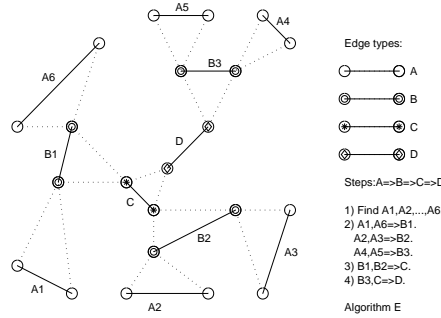 A5
A4
A6
B3
Edge types:
A
B
C
D
D
B1
C
B2
A3
A1
A2
Steps:A=>B=>C=>D
1) Find A1,A2,...,A6
2) A1,A6=>B1.
A2,A3=>B2.
A4,A5=>B3.
3) B1,B2=>C.
4) B3,C=>D.
Algorithm E